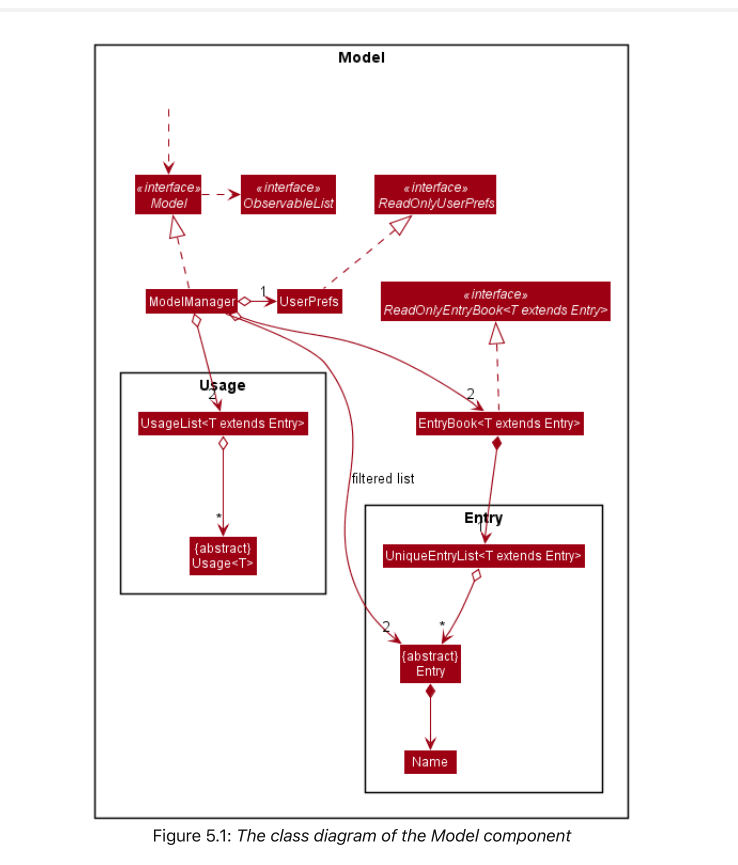 Model
«interface»
Model
«interface»
ObservableList
«interface»
ReadOnlyUserPrefs
ModelManager
1
UserPrefs
«interface»
ReadOnlyEntryBook<T extends Entry>
Usage
2
UsageList<T extends Entry>
2
EntryBook<T extends Entry>
filtered list
*
{abstract}
Usage<T>
Entry
1
UniqueEntryList<T extends Entry>
2
*
{abstract}
Entry
Name
Figure 5.1: The class diagram of the Model component